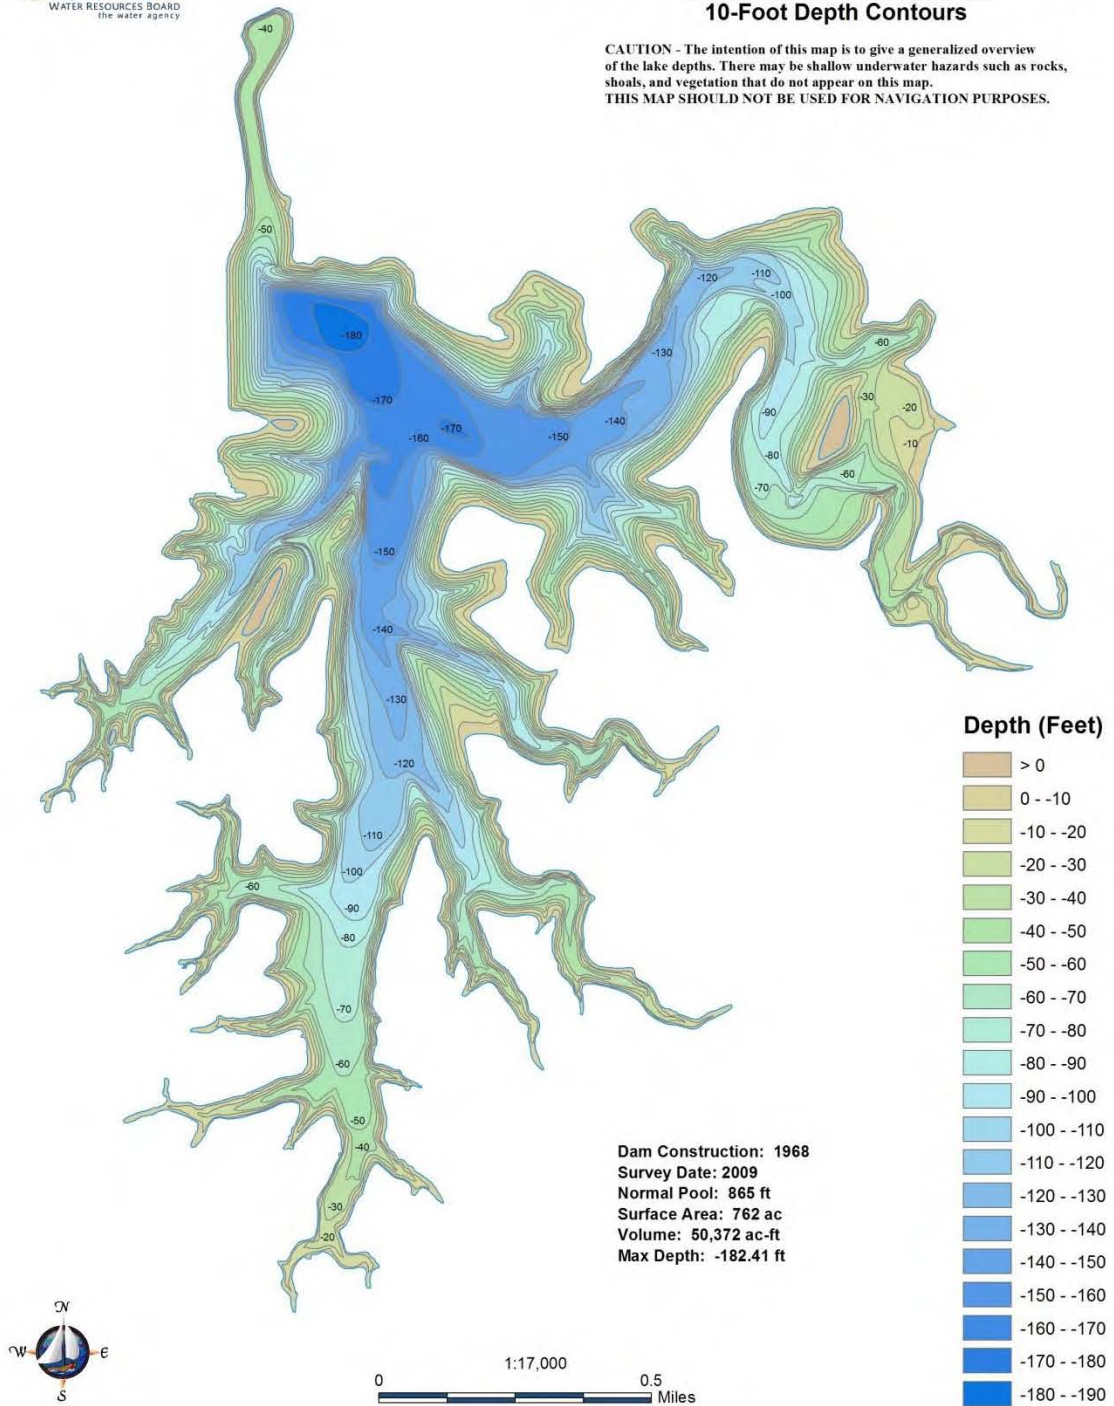 WATER RESOURCES BOARD
the water agency
10-Foot Depth Contours
CAUTION - The intention of this map is to give a generalized overview
of the lake depths. There may be shallow underwater hazards such as rocks,
shoals, and vegetation that do not appear on this map.
THIS MAP SHOULD NOT BE USED FOR NAVIGATION PURPOSES.
-40
-50
-120
-110
-100
-180
-60
-130
-170
-30
-20
-90
-140
-170
-160
-150
-10
-80
-60
-70
-150
-140
-130
-120
-110
-100
-60
-90
-80
-70
-60
-50
-40
-30
-20
Depth (Feet)
> 0
0 - -10
-10 - -20
-20 - -30
-30 - -40
-40 - -50
-50 - -60
-60 - -70
-70 - -80
-80 - -90
-90 - -100
-100 - -110
-110 - -120
-120 - -130
-130 - -140
-140 - -150
-150 - -160
-160 - -170
-170 - -180
-180 - -190
Dam Construction: 1968
Survey Date: 2009
Normal Pool: 865 ft
Surface Area: 762 ac
Volume: 50,372 ac-ft
Max Depth: -182.41 ft
N
W
E
S
1:17,000
0
0.5
Miles